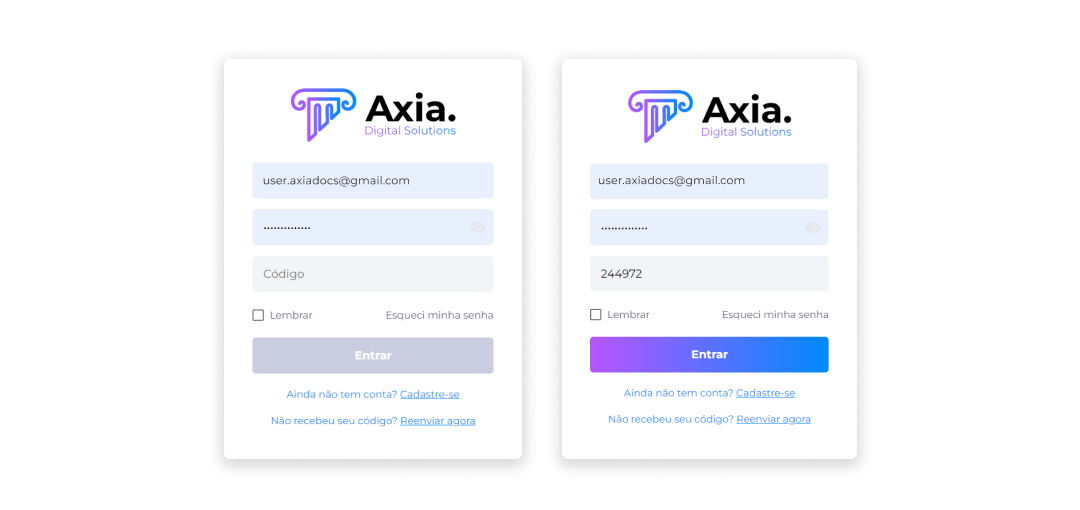 Axia.
Digital Solutions
user.axiadocs@gmail.com
••••••••••••••
Código
Lembrar
Esqueci minha senha
Entrar
Ainda não tem conta? Cadastre-se
Não recebeu seu código? Reenviar agora
Axia.
Digital Solutions
user.axiadocs@gmail.com
••••••••••••••
244972
Lembrar
Esqueci minha senha
Entrar
Ainda não tem conta? Cadastre-se
Não recebeu seu código? Reenviar agora